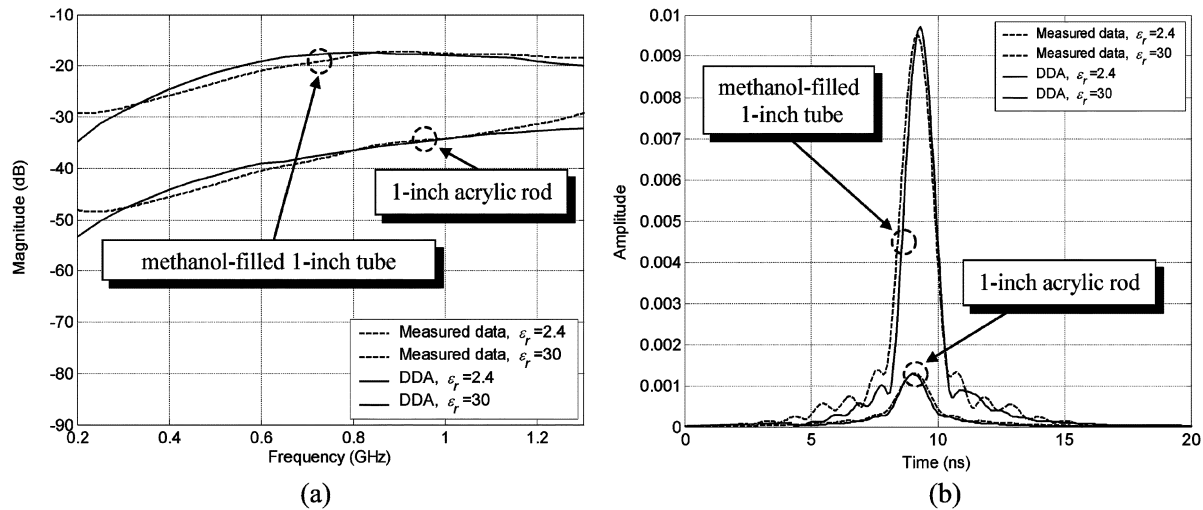 -10
-20
-30
-40
-50
-60
-70
-80
-90
0.2
0.4
0.6
0.8
1
1.2
Magnitude (dB)
Frequency (GHz)
1-inch acrylic rod
methanol-filled 1-inch tube
Measured data, εr=2.4
Measured data, εr=30
DDA, εr=2.4
DDA, εr=30
(a)
0.01
0.009
0.008
0.007
0.006
0.005
0.004
0.003
0.002
0.001
0
0
5
10
15
20
Amplitude
Time (ns)
methanol-filled
1-inch tube
1-inch acrylic rod
Measured data, εr=2.4
Measured data, εr=30
DDA, εr=2.4
DDA, εr=30
(b)